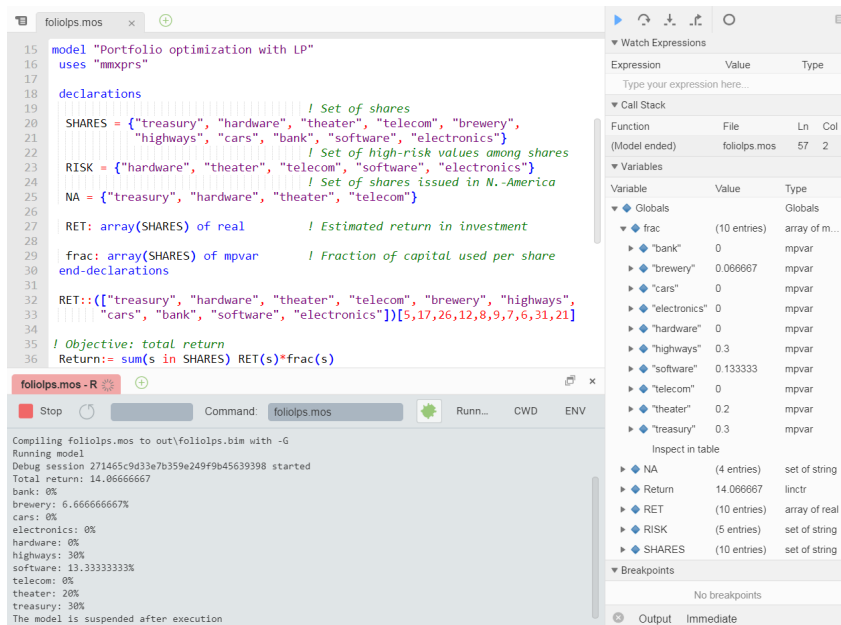 foliolps.mos ×
15 model "Portfolio optimization with LP"
16 uses "mmxprs"
17
18 declarations
19 ! Set of shares
20 SHARES = {"treasury", "hardware", "theater", "telecom", "brewery",
21 "highways", "cars", "bank", "software", "electronics"}
22 ! Set of high-risk values among shares
23 RISK = {"hardware", "theater", "telecom", "software", "electronics"}
24 ! Set of shares issued in N.-America
25 NA = {"treasury", "hardware", "theater", "telecom"}
26
27 RET: array(SHARES) of real ! Estimated return in investment
28
29 frac: array(SHARES) of mpvar ! Fraction of capital used per share
30 end-declarations
31
32 RET::(["treasury", "hardware", "theater", "telecom", "brewery", "highways",
33 "cars", "bank", "software", "electronics"])[5,17,26,12,8,9,7,6,31,21]
34
35 ! Objective: total return
36 Return:= sum(s in SHARES) RET(s)*frac(s)
foliolps.mos - R ×
Stop Command: foliolps.mos Runn... CWD ENV
Compiling foliolps.mos to out\foliolps.bim with -G
Running model
Debug session 271465c9d33e7b359e249f9b45639398 started
Total return: 14.06666667
bank: 0%
brewery: 6.666666667%
cars: 0%
electronics: 0%
hardware: 0%
highways: 30%
software: 13.33333333%
telecom: 0%
theater: 20%
treasury: 30%
The model is suspended after execution
Watch Expressions
Expression Value Type
Type your expression here...
Call Stack
Function File Ln Col
(Model ended) foliolps.mos 57 2
Variables
Variable Value Type
Globals Globals
frac (10 entries) array of m...
"bank" 0 mpvar
"brewery" 0.066667 mpvar
"cars" 0 mpvar
"electronics" 0 mpvar
"hardware" 0 mpvar
"highways" 0.3 mpvar
"software" 0.133333 mpvar
"telecom" 0 mpvar
"theater" 0.2 mpvar
"treasury" 0.3 mpvar
Inspect in table
NA (4 entries) set of string
Return 14.066667 linctr
RET (10 entries) array of real
RISK (5 entries) set of string
SHARES (10 entries) set of string
Breakpoints
No breakpoints
Output Immediate